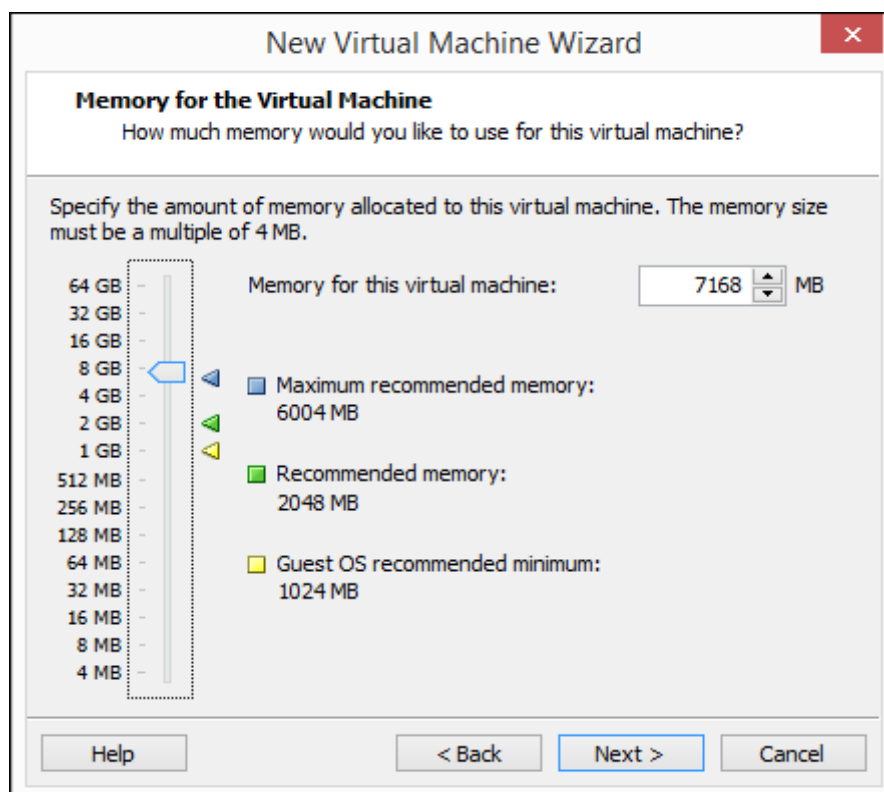 New Virtual Machine Wizard
Memory for the Virtual Machine
How much memory would you like to use for this virtual machine?
Specify the amount of memory allocated to this virtual machine. The memory size
must be a multiple of 4 MB.
64 GB
32 GB
16 GB
8 GB
4 GB
2 GB
1 GB
512 MB
256 MB
128 MB
64 MB
32 MB
16 MB
8 MB
4 MB
Memory for this virtual machine: 7168 MB
Maximum recommended memory:
6004 MB
Recommended memory:
2048 MB
Guest OS recommended minimum:
1024 MB
Help < Back Next > Cancel